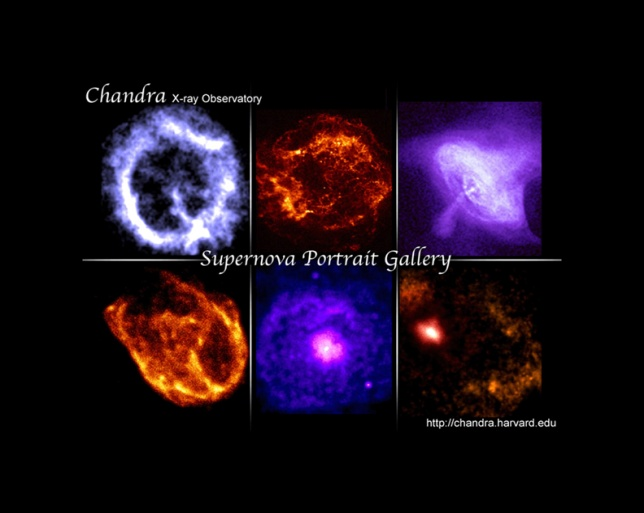 Chandra X-ray Observatory
Supernova Portrait Gallery
http://chandra.harvard.edu